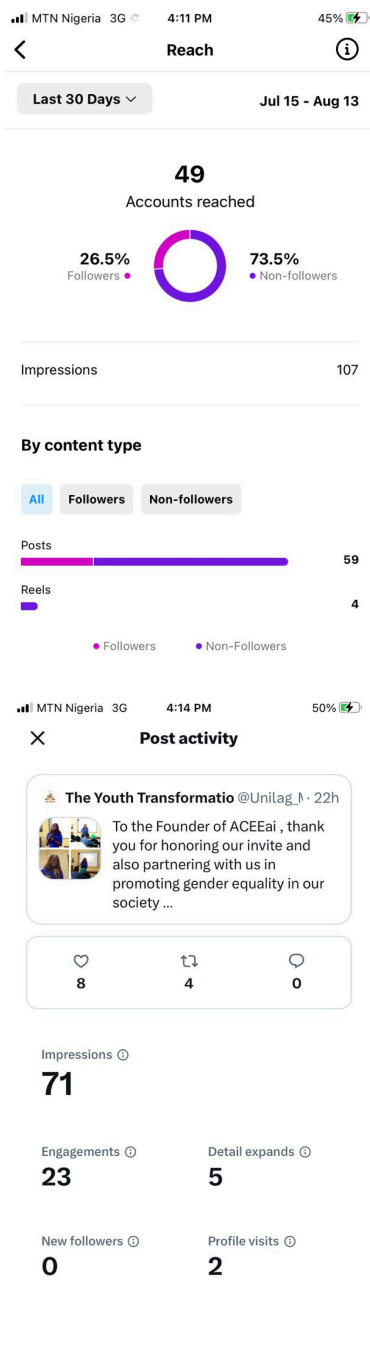 MTN Nigeria 3G 4:11 PM 45%
Reach
Last 30 Days Jul 15 - Aug 13
49
Accounts reached
26.5% 73.5%
Followers Non-followers
Impressions 107
By content type
All Followers Non-followers
Posts
59
Reels
4
Followers Non-Followers
MTN Nigeria 3G 4:14 PM 50%
Post activity
The Youth Transformatio @Unilag_ · 22h
To the Founder of ACEEai , thank
you for honoring our invite and
also partnering with us in
promoting gender equality in our
society ...
8 4 0
Impressions
71
Engagements Detail expands
23 5
New followers Profile visits
0 2